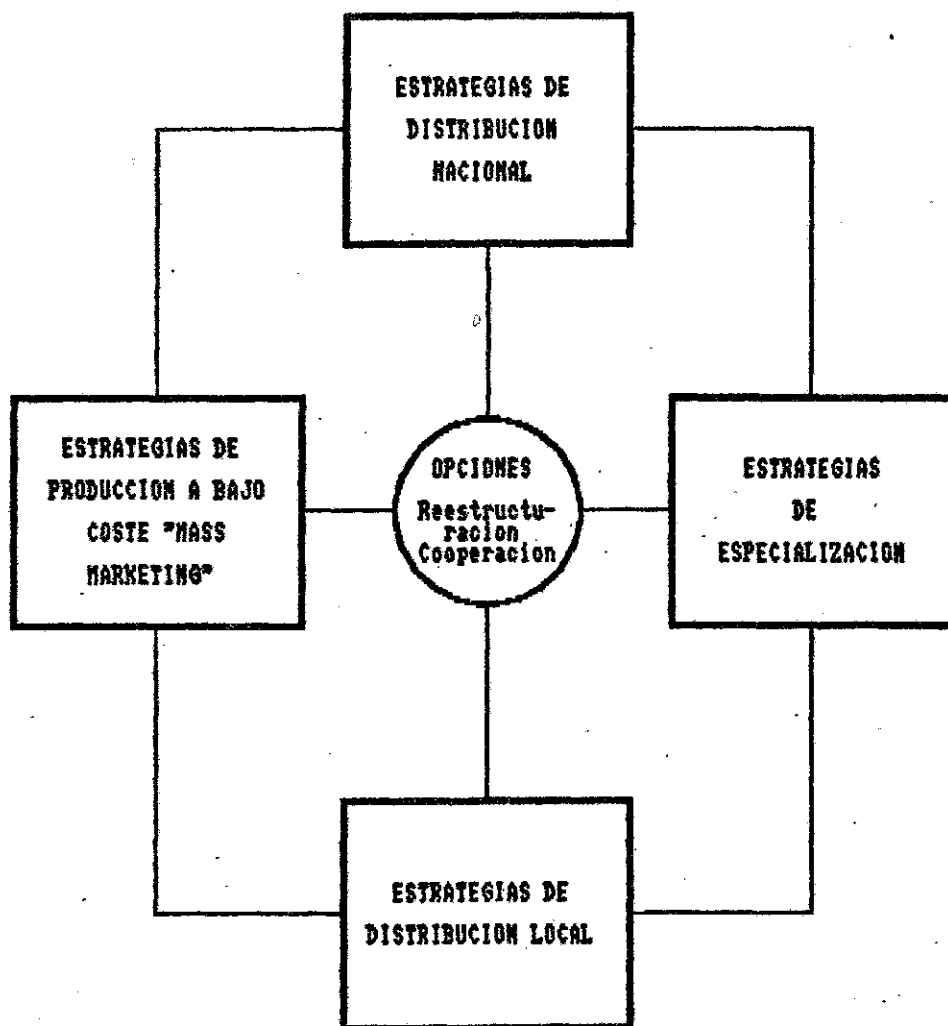 ESTRATEGIAS DE
DISTRIBUCION
NACIONAL
ESTRATEGIAS DE
PRODUCCION A BAJO
COSTE "MASS
MARKETING"
OPCIONES
Reestructu-
racion
Cooperacion
ESTRATEGIAS
DE
ESPECIALIZACION
ESTRATEGIAS DE
DISTRIBUCION LOCAL